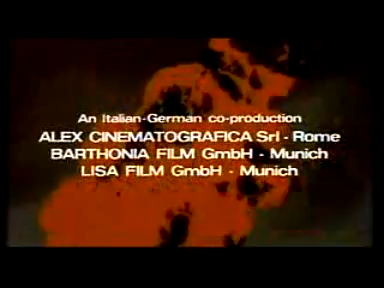 An Italian-German co-production
ALEX CINEMATOGRAFICA Srl - Rome
BARTHONIA FILM GmbH - Munich
LISA FILM GmbH - Munich